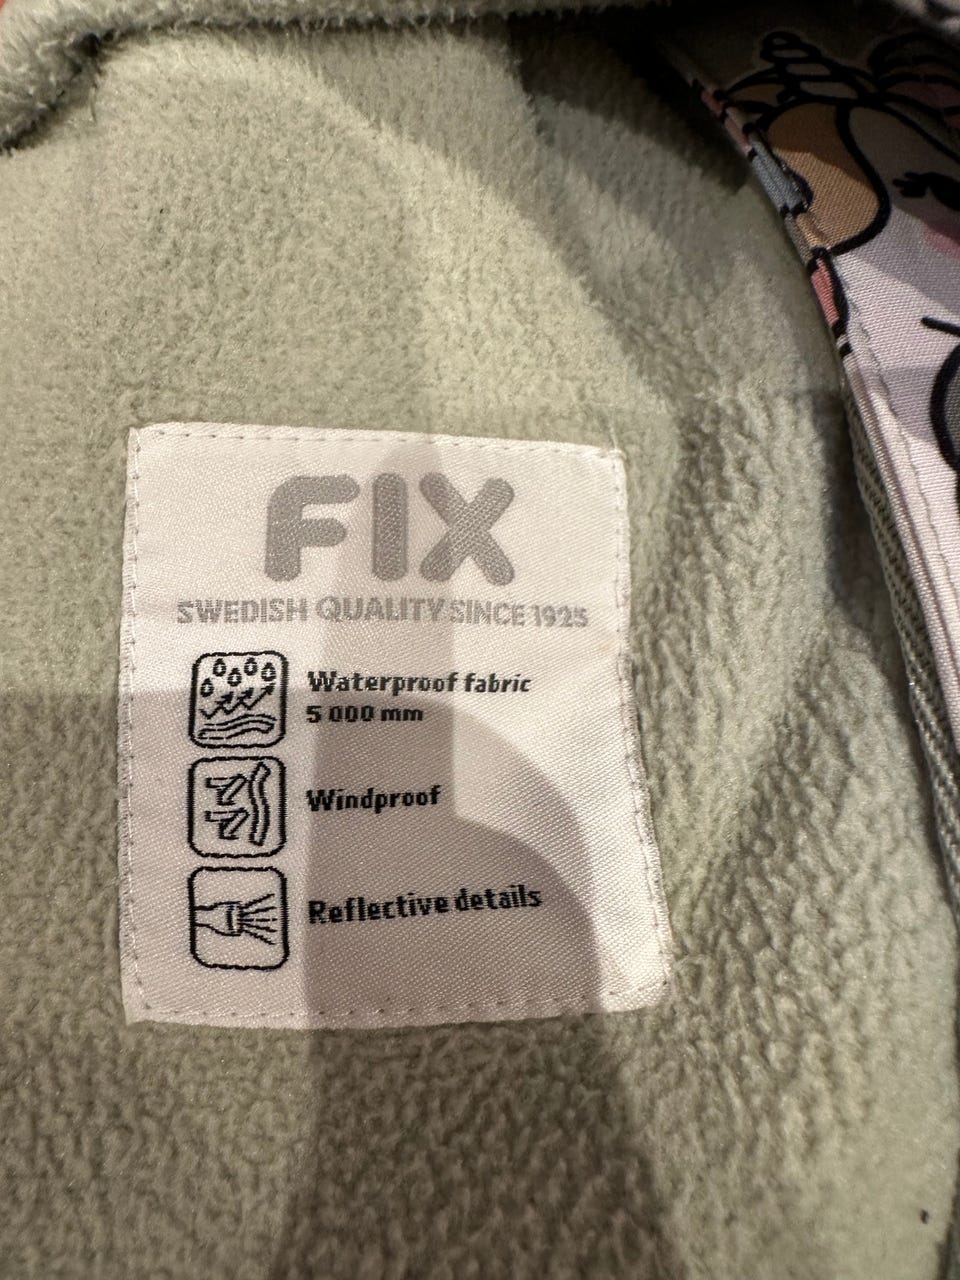 FIX
SWEDISH QUALITY SINCE 1925
Waterproof fabric
5 000 mm
Windproof
Reflective details